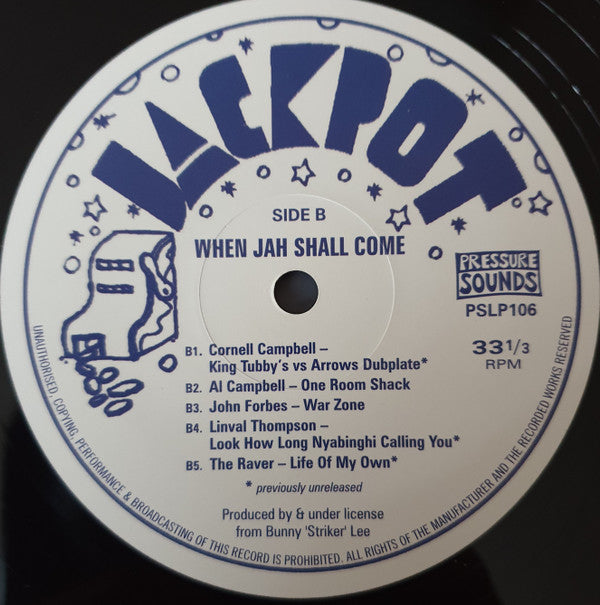 JACKPOT
SIDE B
WHEN JAH SHALL COME
PRESSURE
SOUNDS
PSLP106
33 1/3
RPM
B1. Cornell Campbell –
King Tubby's vs Arrows Dubplate*
B2. Al Campbell – One Room Shack
B3. John Forbes – War Zone
B4. Linval Thompson –
Look How Long Nyabinghi Calling You*
B5. The Raver – Life Of My Own*
* previously unreleased
Produced by & under license
from Bunny 'Striker' Lee
UNAUTHORISED, COPYING, PERFORMANCE & BROADCASTING OF THIS RECORD IS PROHIBITED. ALL RIGHTS OF THE MANUFACTURER AND THE RECORDED WORKS RESERVED